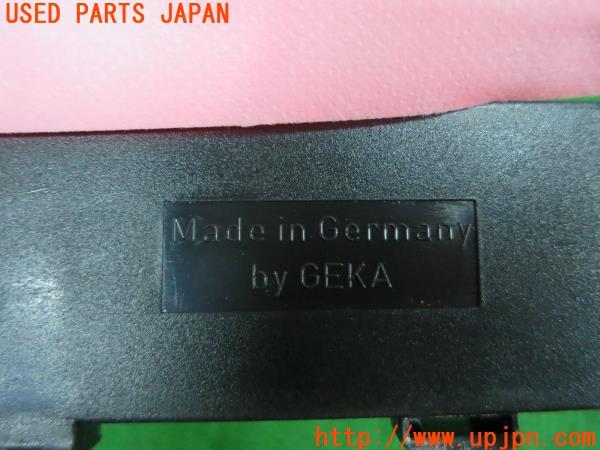 USED PARTS JAPAN
Made in Germany
by GEKA
http://www.upjpn.com